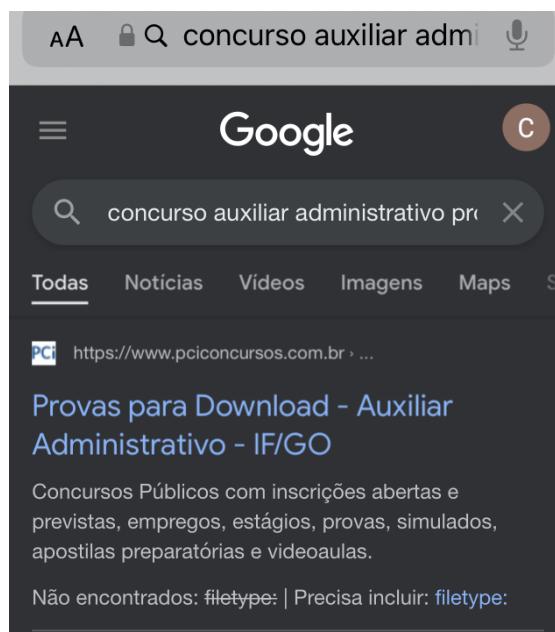 AA concurso auxiliar admi
Google
C
concurso auxiliar administrativo pro
Todas Notícias Vídeos Imagens Maps S
PCi https://www.pciconcursos.com.br › ...
Provas para Download - Auxiliar
Administrativo - IF/GO
Concursos Públicos com inscrições abertas e
previstas, empregos, estágios, provas, simulados,
apostilas preparatórias e videoaulas.
Não encontrados: filetype: | Precisa incluir: filetype: